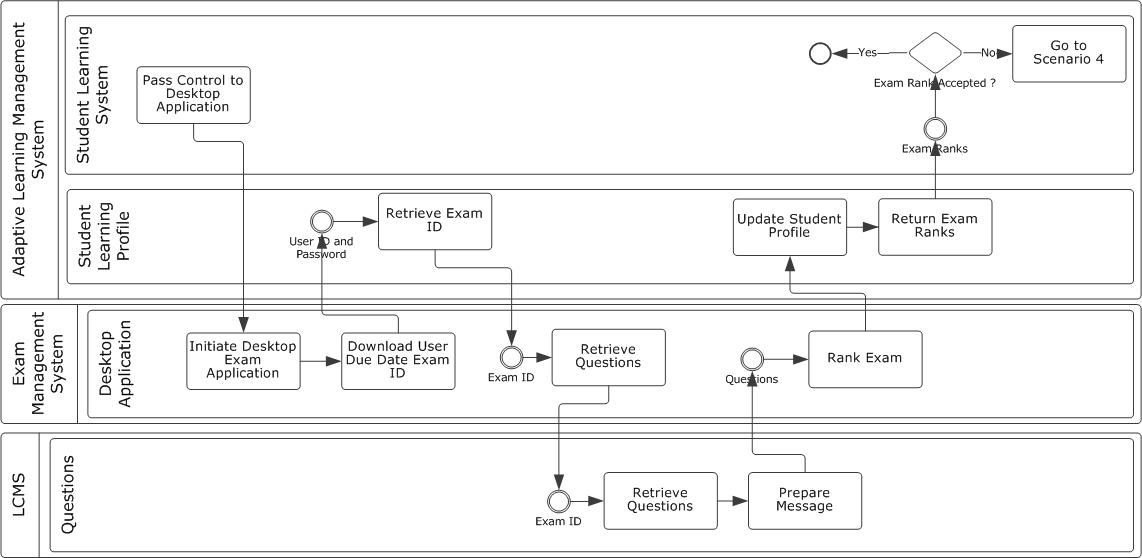 Adaptive Learning Management
System
Student Learning
System
Pass Control to
Desktop
Application
Yes
No
Go to
Scenario 4
Exam Rank Accepted ?
Exam Ranks
Student
Learning
Profile
User ID and
Password
Retrieve Exam
ID
Update Student
Profile
Return Exam
Ranks
Exam
Management
System
Desktop
Application
Initiate Desktop
Exam
Application
Download User
Due Date Exam
ID
Exam ID
Retrieve
Questions
Questions
Rank Exam
LCMS
Questions
Exam ID
Retrieve
Questions
Prepare
Message